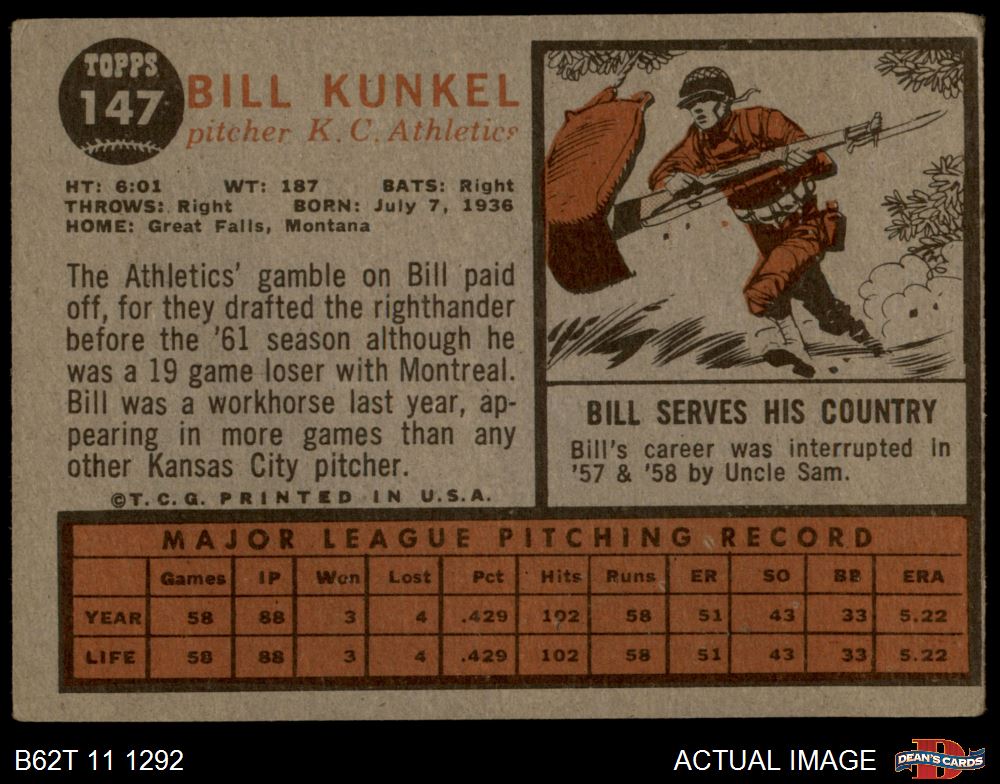 TOPPS
147
BILL KUNKEL
pitcher K. C. Athletics
HT: 6:01 WT: 187 BATS: Right
THROWS: Right BORN: July 7, 1936
HOME: Great Falls, Montana
The Athletics' gamble on Bill paid
off, for they drafted the righthander
before the '61 season although he
was a 19 game loser with Montreal.
Bill was a workhorse last year, ap-
pearing in more games than any
other Kansas City pitcher.
©T. C. G. PRINTED IN U.S.A.
BILL SERVES HIS COUNTRY
Bill's career was interrupted in
'57 & '58 by Uncle Sam.
MAJOR LEAGUE PITCHING RECORD
Games IP Won Lost Pct Hits Runs ER SO BB ERA
YEAR 58 88 3 4 .429 102 58 51 43 33 5.22
LIFE 58 88 3 4 .429 102 58 51 43 33 5.22
B62T 11 1292
ACTUAL IMAGE
DEAN'S CARDS